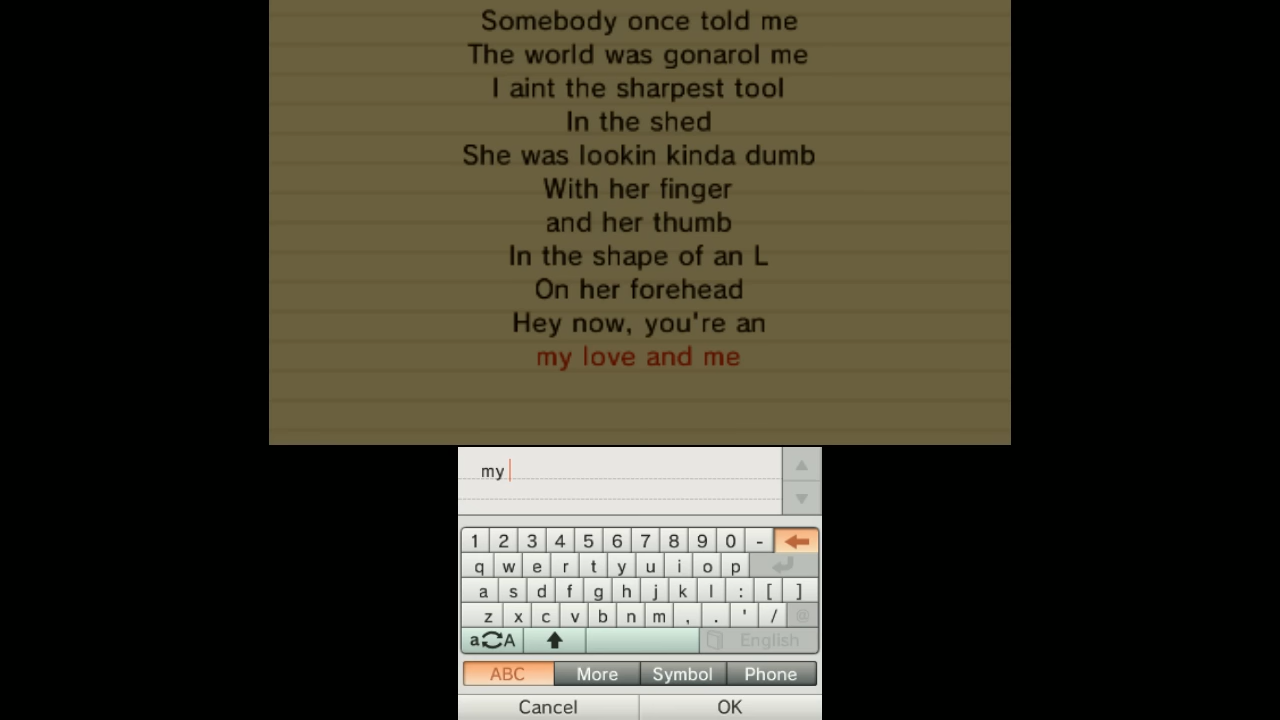 Somebody once told me
The world was gonarol me
I aint the sharpest tool
In the shed
She was lookin kinda dumb
With her finger
and her thumb
In the shape of an L
On her forehead
Hey now, you're an
my love and me
my
1 2 3 4 5 6 7 8 9 0 -
q w e r t y u i o p
a s d f g h j k l : [ ]
z x c v b n m , . ' / @
a A English
ABC More Symbol Phone
Cancel OK